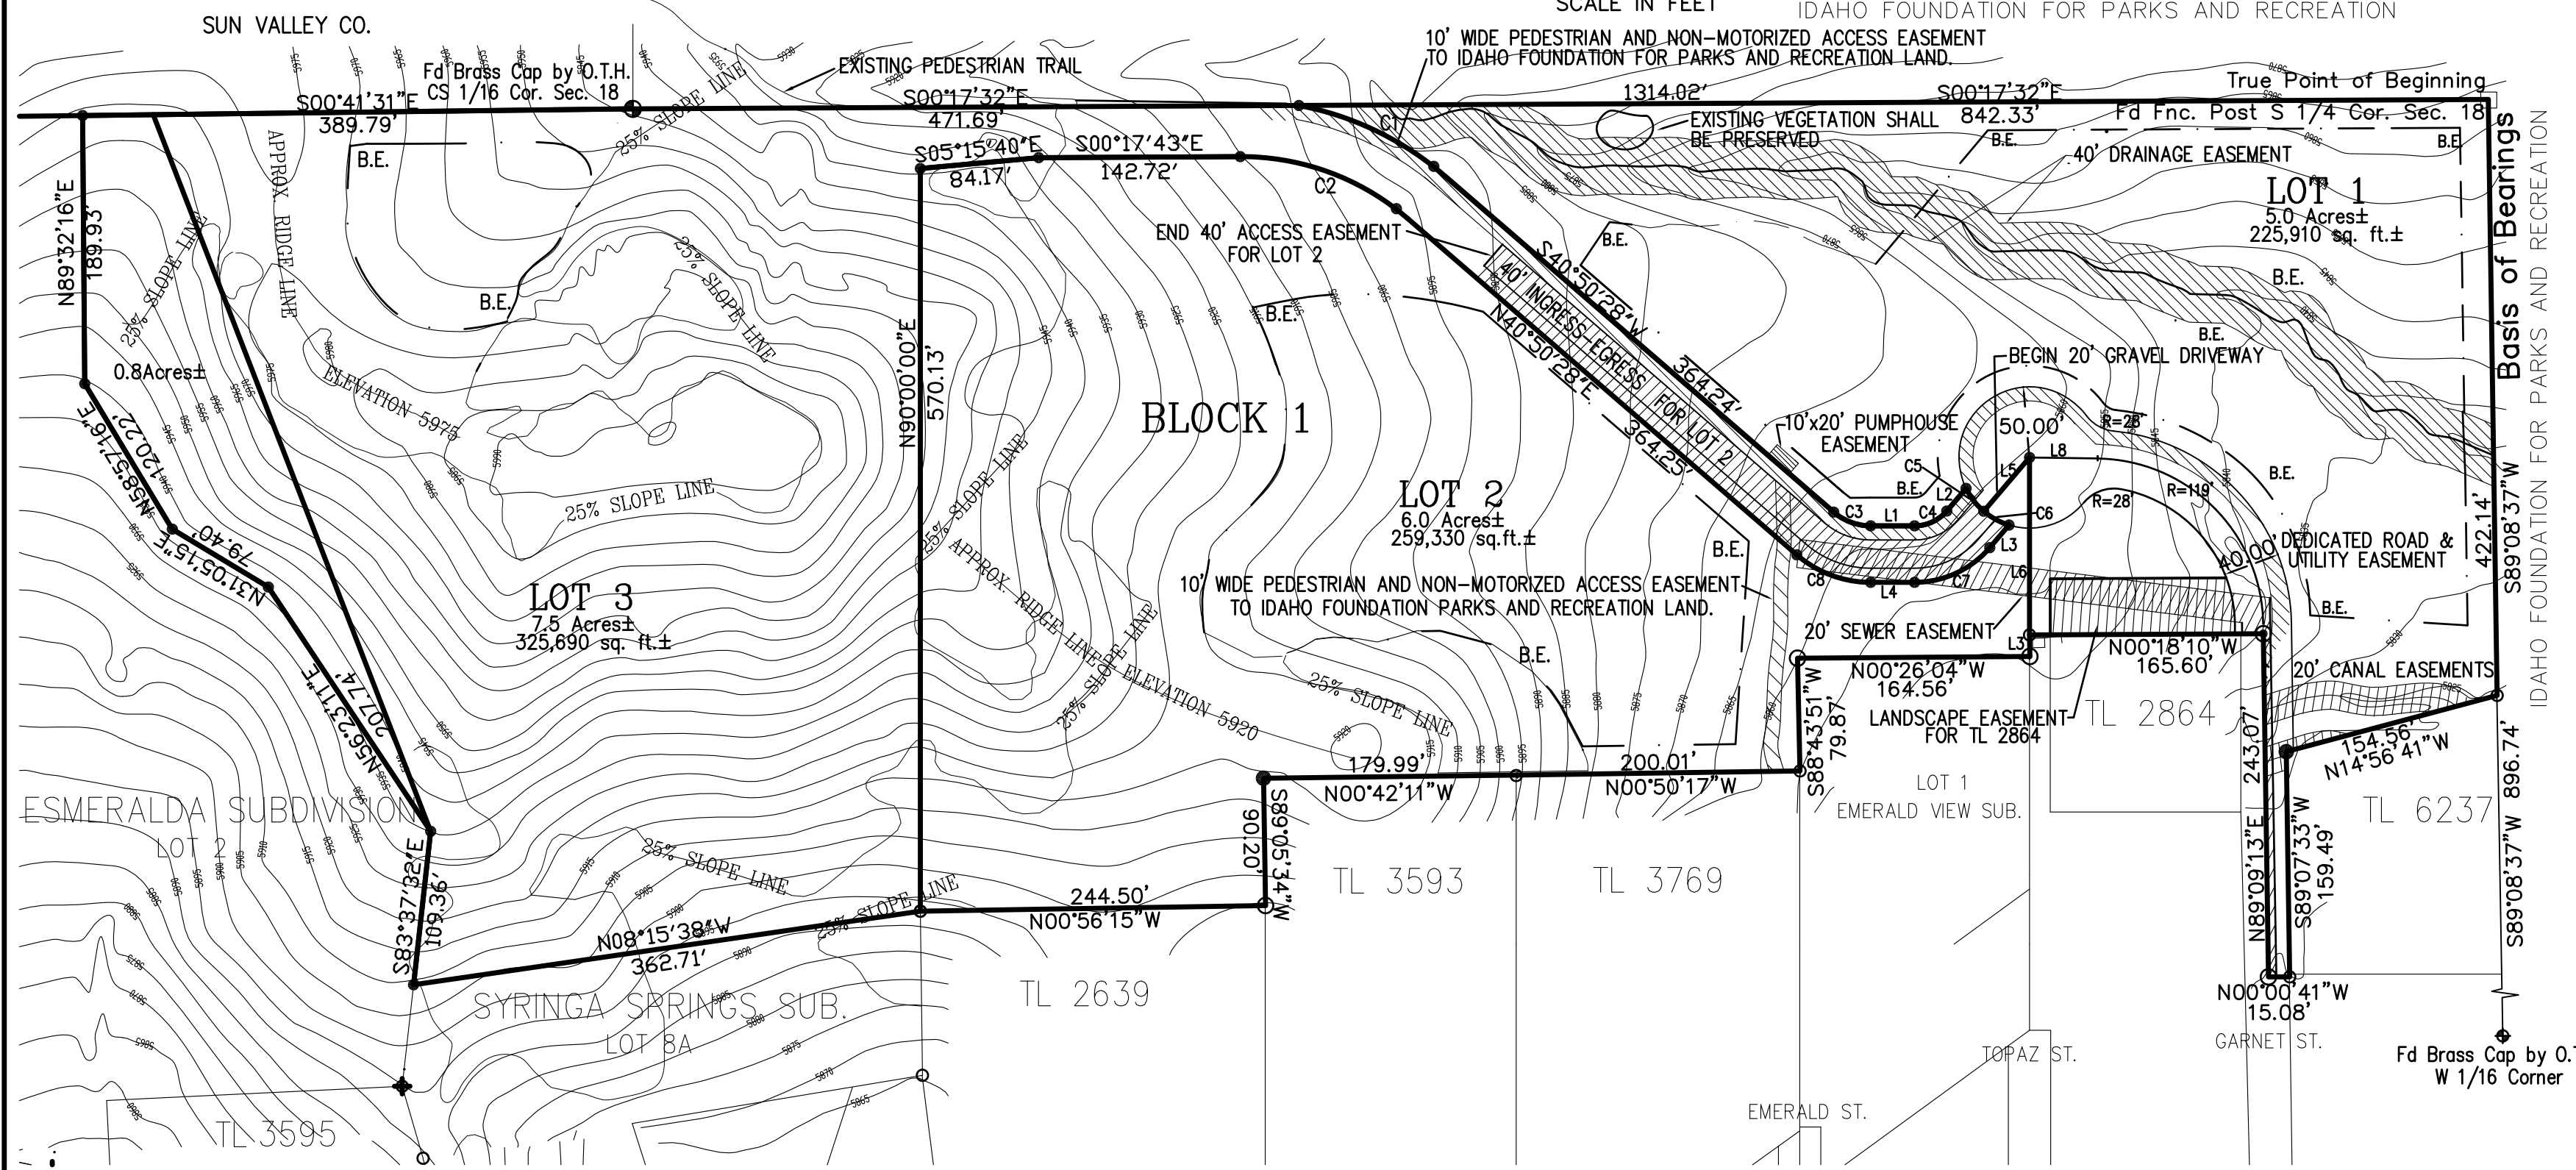 SUN VALLEY CO.
SCALE IN FEET
IDAHO FOUNDATION FOR PARKS AND RECREATION
10' WIDE PEDESTRIAN AND NON-MOTORIZED ACCESS EASEMENT
TO IDAHO FOUNDATION FOR PARKS AND RECREATION LAND.
EXISTING PEDESTRIAN TRAIL
Fd Brass Cap by O.T.H.
CS 1/16 Cor. Sec. 18
S00°41'31"E
389.79'
25% SLOPE LINE
S00°17'32"E
471.69'
1314.02'
S00°17'32"E
842.33'
True Point of Beginning
Fd Fnc. Post S 1/4 Cor. Sec. 18
EXISTING VEGETATION SHALL
BE PRESERVED
B.E.
B.E.
B.E.
40' DRAINAGE EASEMENT
C1
S05°15'40"E
84.17'
S00°17'43"E
142.72'
C2
LOT 1
5.0 Acres±
225,910 sq. ft.±
B.E.
Basis of Bearings
IDAHO FOUNDATION FOR PARKS AND RECREATION
N89°32'16"E
189.93'
25% SLOPE LINE
APPROX. RIDGE LINE
ELEVATION 5975
B.E.
25% SLOPE LINE
END 40' ACCESS EASEMENT
FOR LOT 2
B.E.
B.E.
S40°50'28"W
364.24'
40' INGRESS-EGRESS FOR LOT 2
N40°50'28"E
364.25'
0.8Acres±
N90°00'00"E
570.13'
BLOCK 1
BEGIN 20' GRAVEL DRIVEWAY
B.E.
10'x20' PUMPHOUSE
EASEMENT
50.00'
R=28'
L8
C5
B.E.
L5
L2
C3
L1
C4
C6
R=119'
R=28'
B.E.
N58°57'16"E
120.22'
25% SLOPE LINE
25% SLOPE LINE
LOT 2
6.0 Acres±
259,330 sq.ft.±
B.E.
L3
C7
L6
C8
L4
40.00'
DEDICATED ROAD &
UTILITY EASEMENT
422.14'
S89°08'37"W
N31°05'15"E
79.40'
APPROX. RIDGE LINE
ELEVATION 5920
10' WIDE PEDESTRIAN AND NON-MOTORIZED ACCESS EASEMENT
TO IDAHO FOUNDATION PARKS AND RECREATION LAND.
B.E.
LOT 3
7.5 Acres±
325,690 sq. ft.±
25% SLOPE LINE
B.E.
20' SEWER EASEMENT
L3
N00°18'10"W
165.60'
20' CANAL EASEMENTS
N00°26'04"W
164.56'
25% SLOPE LINE
N56°23'11"E
207.74'
S88°43'51"W
79.87'
LANDSCAPE EASEMENT
FOR TL 2864
TL 2864
154.56'
N14°56'41"W
179.99'
N00°42'11"W
200.01'
N00°50'17"W
LOT 1
EMERALD VIEW SUB.
N89°09'13"E
243.07'
S89°07'33"W
159.49'
TL 6237
S89°08'37"W 896.74'
ESMERALDA SUBDIVISION
LOT 2
S83°37'32"E
109.36'
25% SLOPE LINE
25% SLOPE LINE
S89°05'34"W
90.20'
TL 3593
TL 3769
244.50'
N00°56'15"W
N08°15'38"W
362.71'
TL 2639
SYRINGA SPRINGS SUB.
LOT 8A
N00°00'41"W
15.08'
GARNET ST.
TOPAZ ST.
Fd Brass Cap by O.T
W 1/16 Corner
EMERALD ST.
TL 3595